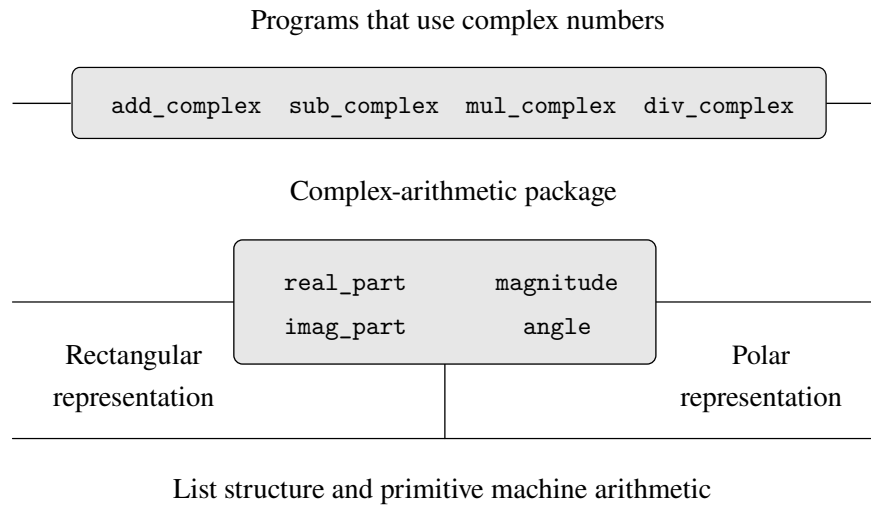 Programs that use complex numbers
add_complex sub_complex mul_complex div_complex
Complex-arithmetic package
real_part magnitude
imag_part angle
Rectangular
representation
Polar
representation
List structure and primitive machine arithmetic